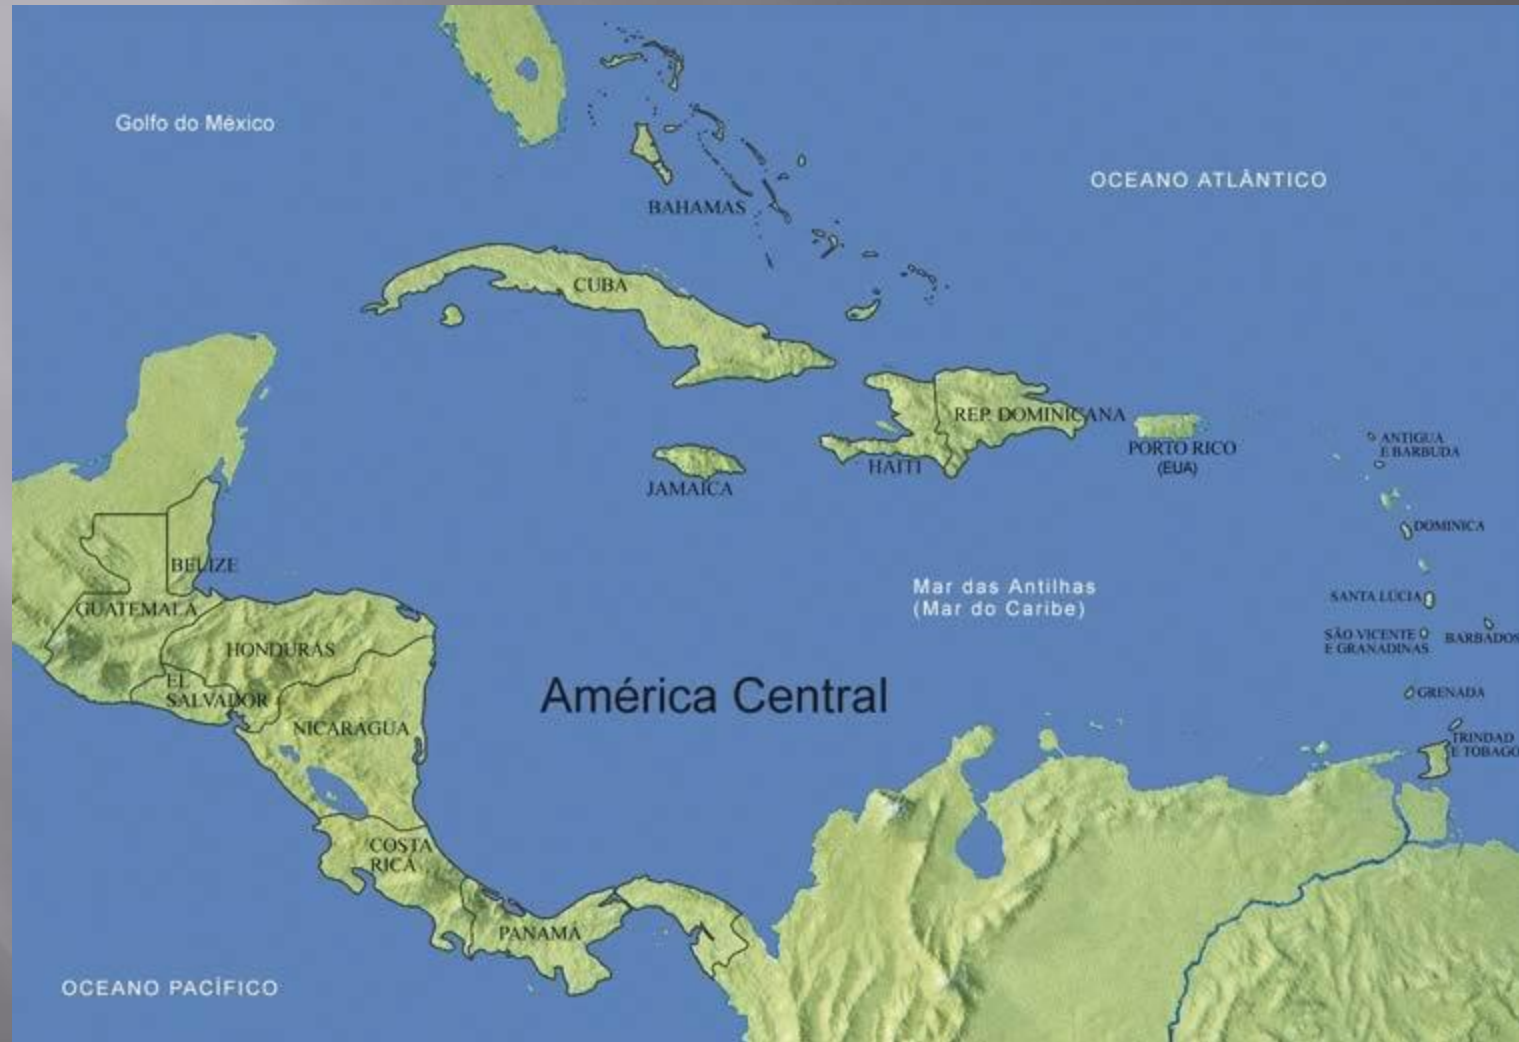 Golfo do México
OCEANO ATLÂNTICO
BAHAMAS
CUBA
REP. DOMINICANA
HAITI
PORTO RICO
(EUA)
JAMAICA
ANTIGUA
E BARBUDA
DOMINICA
BELIZE
GUATEMALA
HONDURAS
EL
SALVADOR
NICARAGUA
Mar das Antilhas
(Mar do Caribe)
SANTA LÚCIA
SÃO VICENTE
E GRANADINAS
BARBADOS
América Central
GRENADA
TRINDAD
E TOBAGO
COSTA
RICA
PANAMÁ
OCEANO PACÍFICO